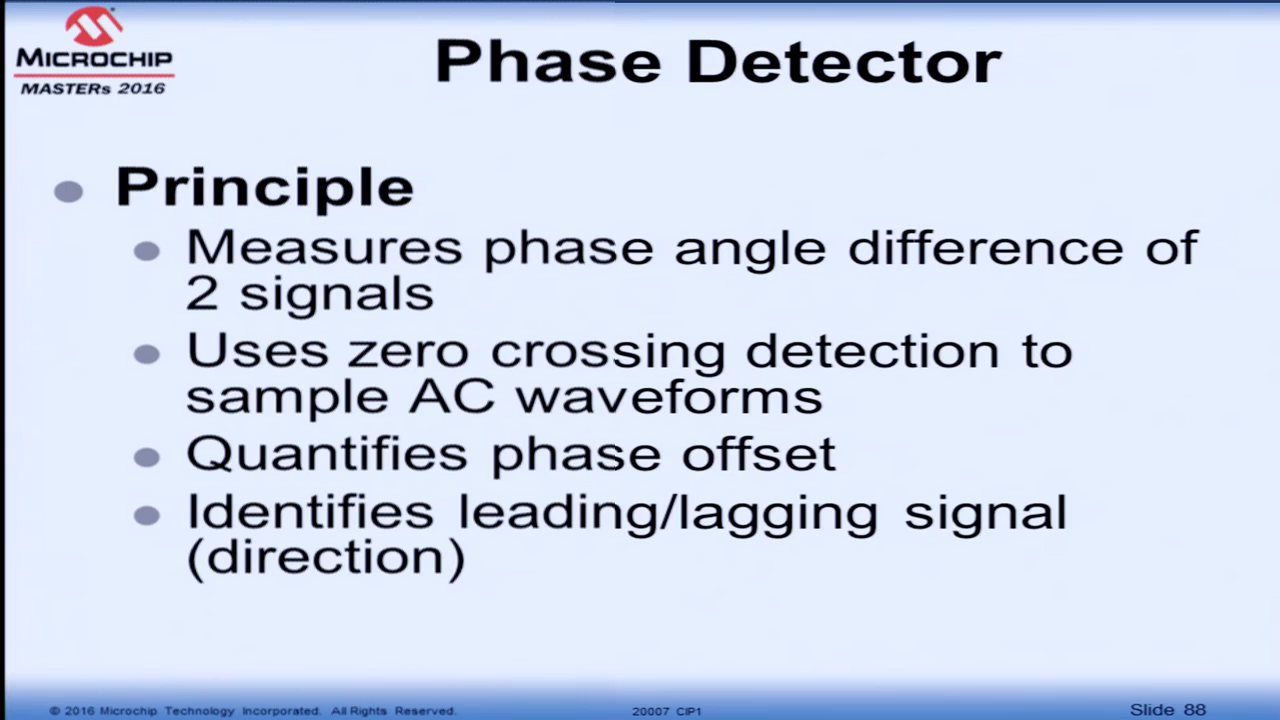 MICROCHIP
MASTERs 2016
Phase Detector
Principle
Measures phase angle difference of
2 signals
Uses zero crossing detection to
sample AC waveforms
Quantifies phase offset
Identifies leading/lagging signal
(direction)
© 2016 Microchip Technology Incorporated. All Rights Reserved.
20007 CIP1
Slide 88